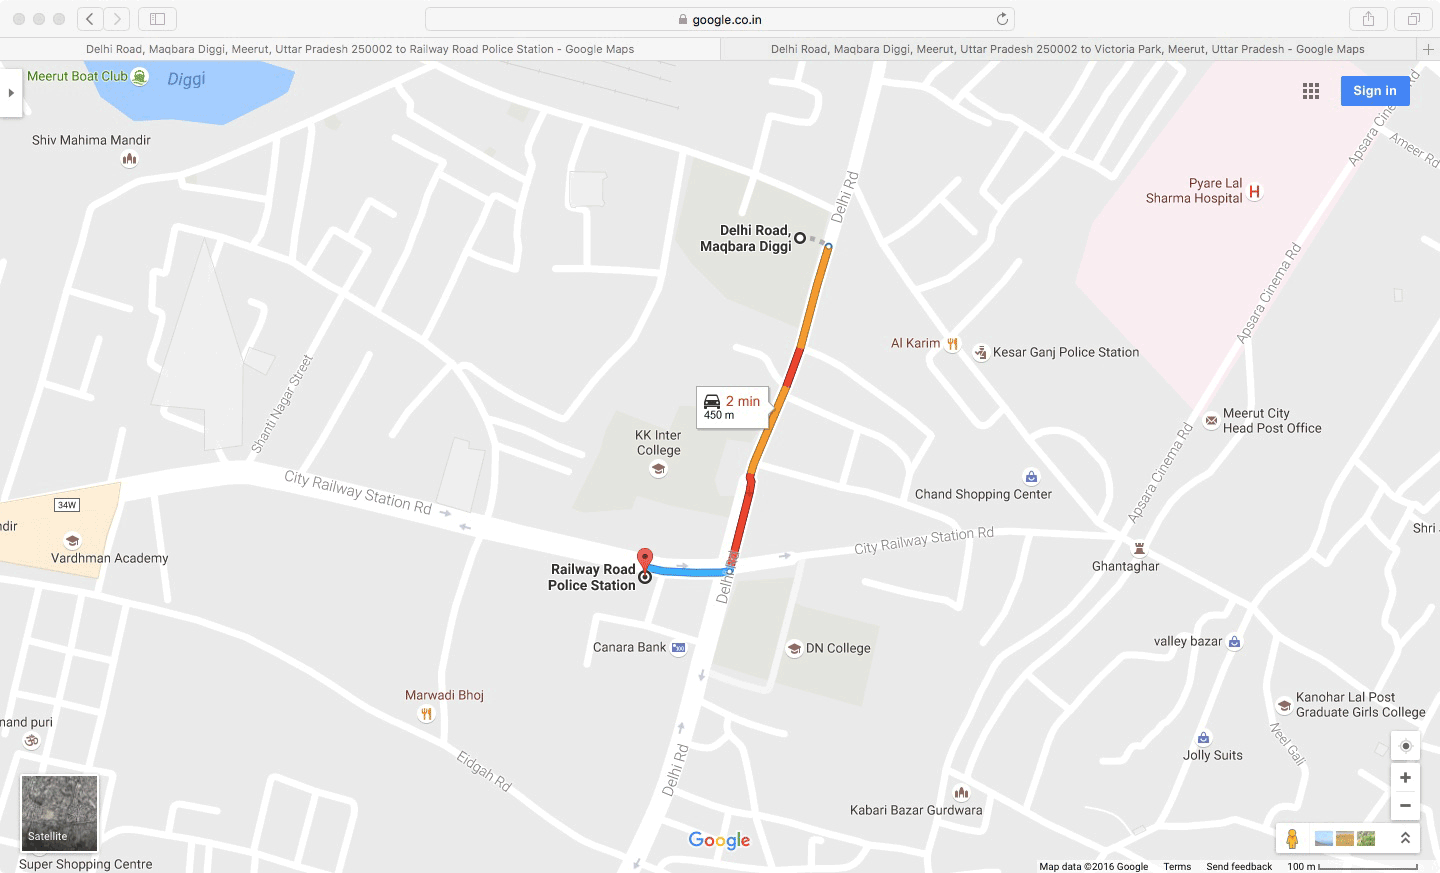 google.co.in
Delhi Road, Maqbara Diggi, Meerut, Uttar Pradesh 250002 to Railway Road Police Station - Google Maps
Delhi Road, Maqbara Diggi, Meerut, Uttar Pradesh 250002 to Victoria Park, Meerut, Uttar Pradesh - Google Maps
Meerut Boat Club
Diggi
Sign in
Apsara Cinema Rd
Ameer Rd
Shiv Mahima Mandir
Pyare Lal
Sharma Hospital
H
Delhi Rd
Delhi Road,
Maqbara Diggi
Apsara Cinema Rd
Al Karim
Kesar Ganj Police Station
Shanti Nagar Street
2 min
450 m
Meerut City
Head Post Office
KK Inter
College
Apsara Cinema Rd
City Railway Station Rd
Chand Shopping Center
34W
ndir
Shri
Vardhman Academy
City Railway Station Rd
Ghantaghar
Railway Road
Police Station
Delhi Rd
Canara Bank
DN College
valley bazar
Marwadi Bhoj
Kanohar Lal Post
Graduate Girls College
nand puri
Neel Gali
Jolly Suits
Eidgah Rd
Delhi Rd
Kabari Bazar Gurdwara
Satellite
Google
Super Shopping Centre
Map data ©2016 Google Terms Send feedback 100 m